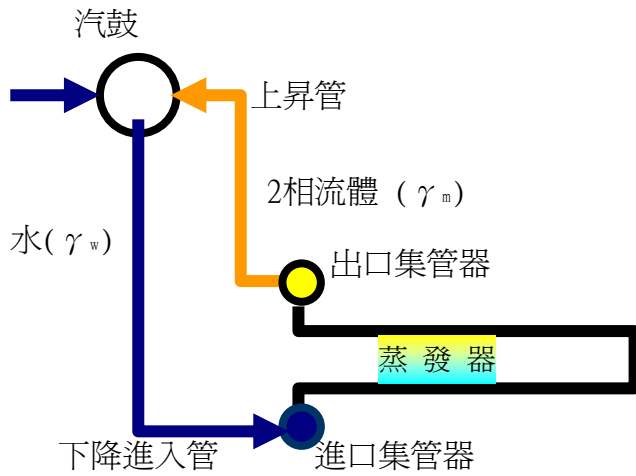 汽鼓
上昇管
2相流體 ( γm)
水( γw)
出口集管器
蒸 發 器
下降進入管
進口集管器